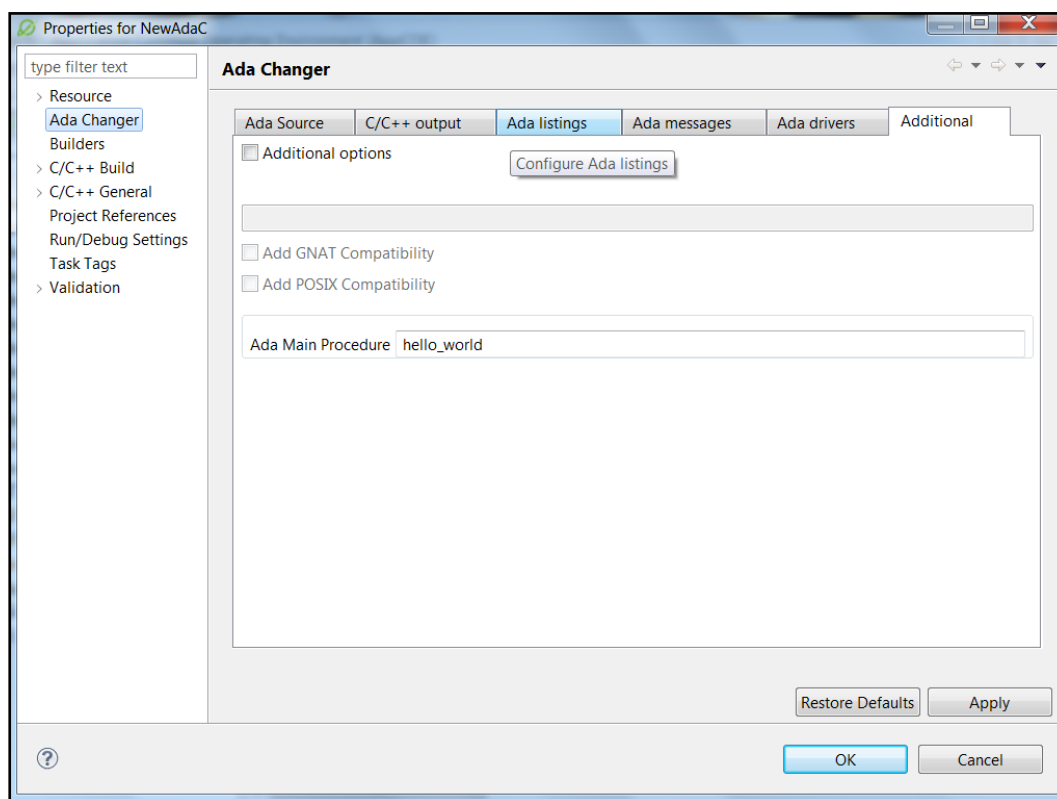 Properties for NewAdaC
type filter text
Resource
Ada Changer
Builders
C/C++ Build
C/C++ General
Project References
Run/Debug Settings
Task Tags
Validation
Ada Changer
Ada Source C/C++ output Ada listings Ada messages Ada drivers Additional
Additional options
Configure Ada listings
Add GNAT Compatibility
Add POSIX Compatibility
Ada Main Procedure hello_world
Restore Defaults Apply
? OK Cancel